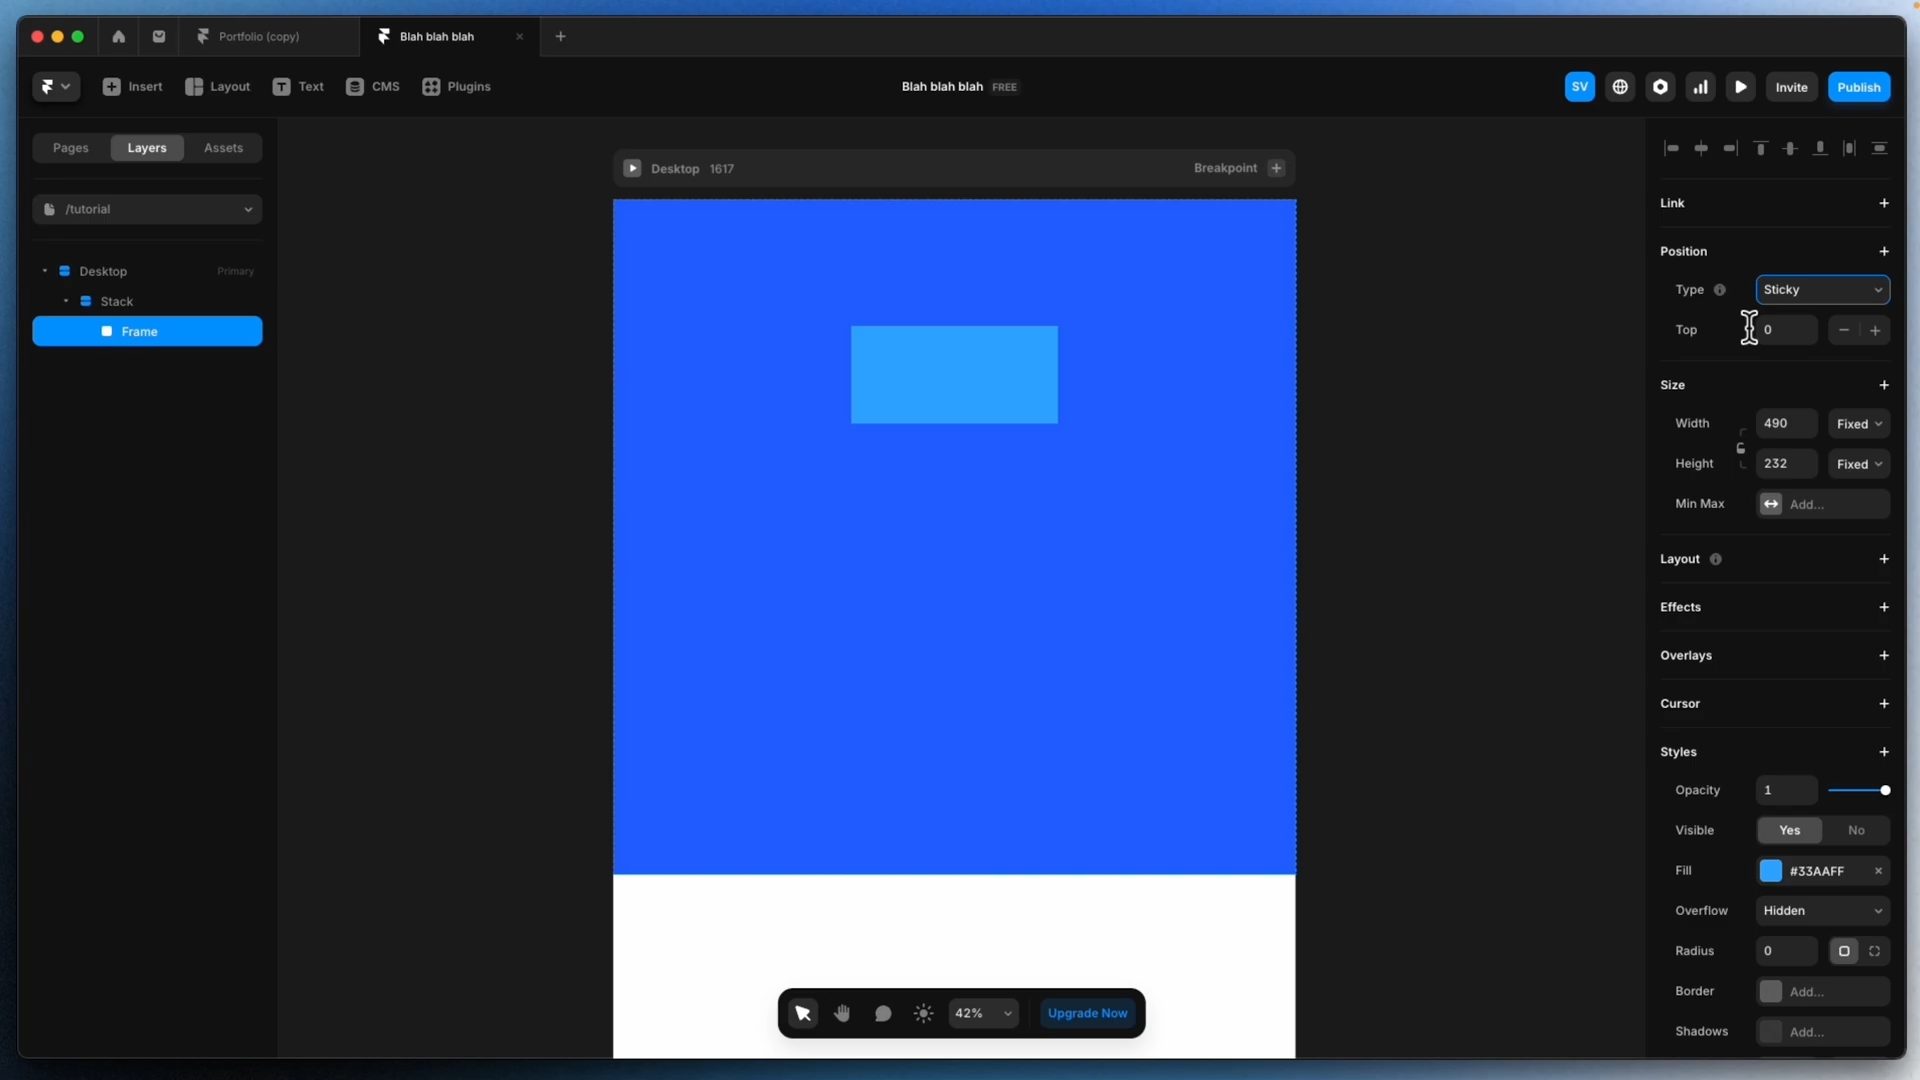 Portfolio (copy)
Blah blah blah
Insert
Layout
Text
CMS
Plugins
Blah blah blah FREE
SV
Invite
Publish
Pages
Layers
Assets
/tutorial
Desktop
Primary
Stack
Frame
Desktop 1617
Breakpoint
Link
Position
Type
Sticky
Top
0
Size
Width
490
Fixed
Height
232
Fixed
Min Max
Add...
Layout
Effects
Overlays
Cursor
Styles
Opacity
1
Visible
Yes
No
Fill
#33AAFF
Overflow
Hidden
Radius
0
Border
Add...
Shadows
Add...
42%
Upgrade Now